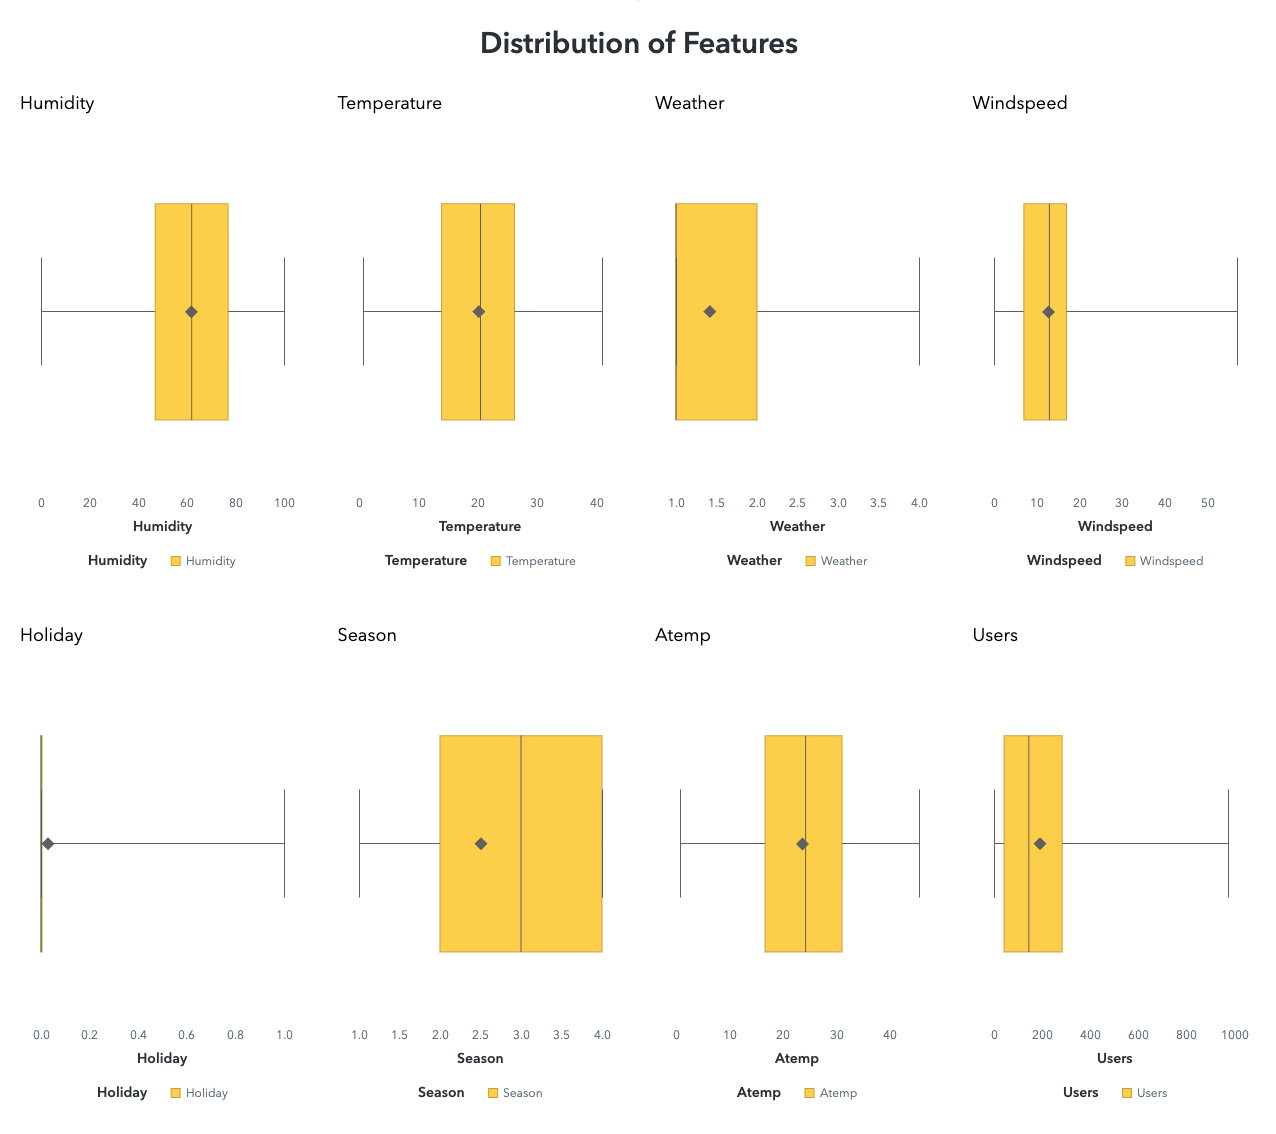 Distribution of Features
Humidity
Temperature
Weather
Windspeed
0 20 40 60 80 100
0 10 20 30 40
1.0 1.5 2.0 2.5 3.0 3.5 4.0
0 10 20 30 40 50
Humidity
Temperature
Weather
Windspeed
Humidity Humidity
Temperature Temperature
Weather Weather
Windspeed Windspeed
Holiday
Season
Atemp
Users
0.0 0.2 0.4 0.6 0.8 1.0
1.0 1.5 2.0 2.5 3.0 3.5 4.0
0 10 20 30 40
0 200 400 600 800 1000
Holiday
Season
Atemp
Users
Holiday Holiday
Season Season
Atemp Atemp
Users Users